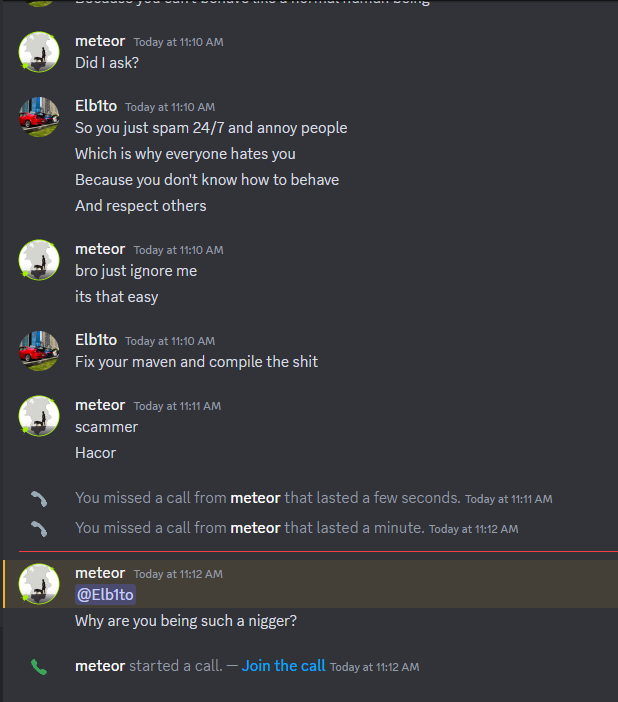 Because you can't behave like a normal human being
meteor Today at 11:10 AM
Did I ask?
Elb1to Today at 11:10 AM
So you just spam 24/7 and annoy people
Which is why everyone hates you
Because you don't know how to behave
And respect others
meteor Today at 11:10 AM
bro just ignore me
its that easy
Elb1to Today at 11:10 AM
Fix your maven and compile the shit
meteor Today at 11:11 AM
scammer
Hacor
You missed a call from meteor that lasted a few seconds. Today at 11:11 AM
You missed a call from meteor that lasted a minute. Today at 11:12 AM
meteor Today at 11:12 AM
@Elb1to
Why are you being such a nigger?
meteor started a call. — Join the call Today at 11:12 AM